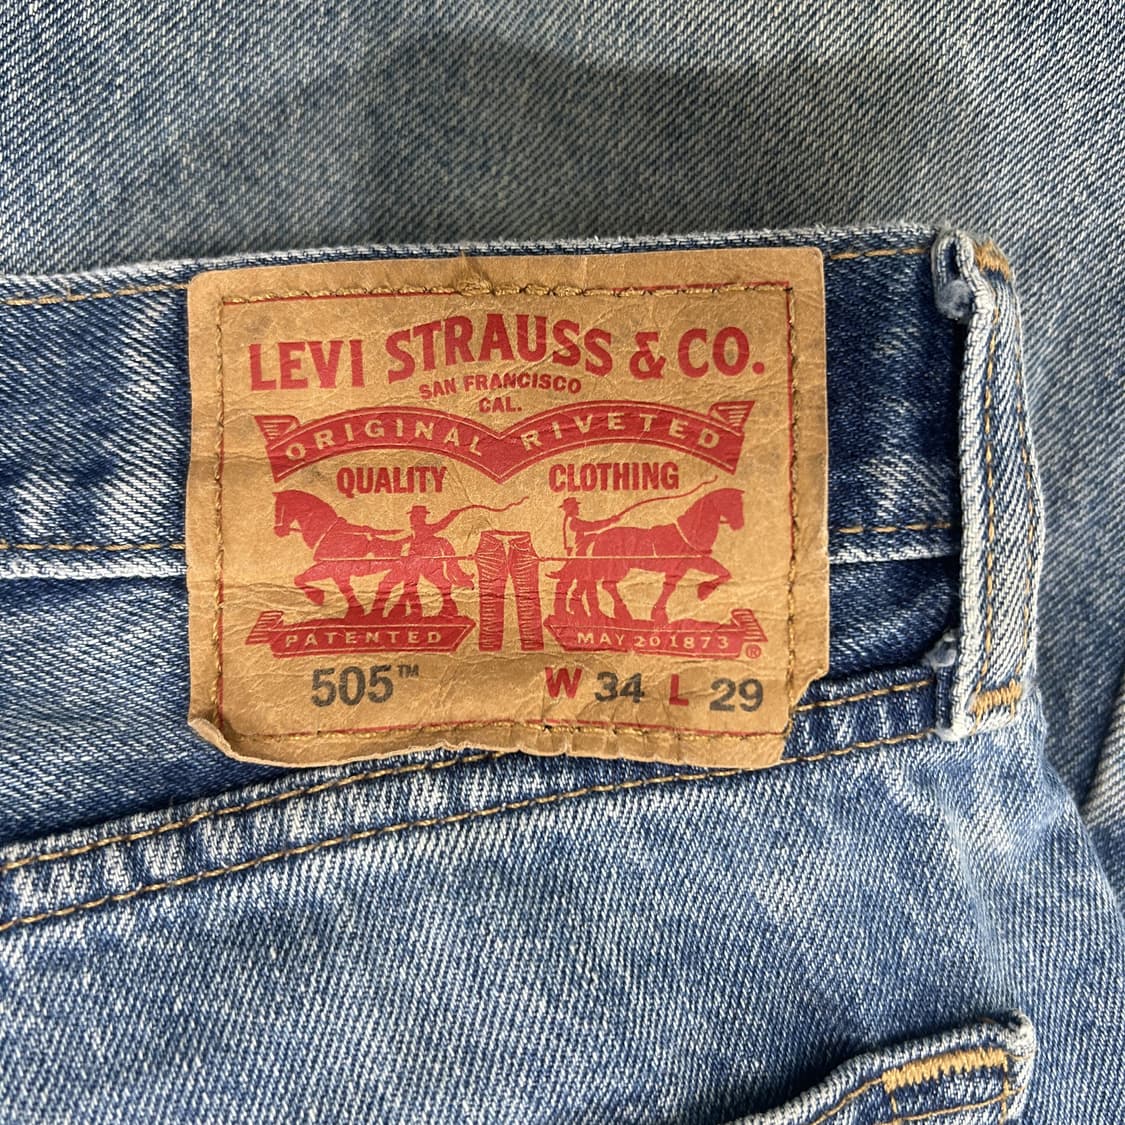 LEVI STRAUSS & CO.
SAN FRANCISCO
CAL.
ORIGINAL RIVETED
QUALITY CLOTHING
PATENTED MAY 20 1873 ®
505™ W 34 L 29